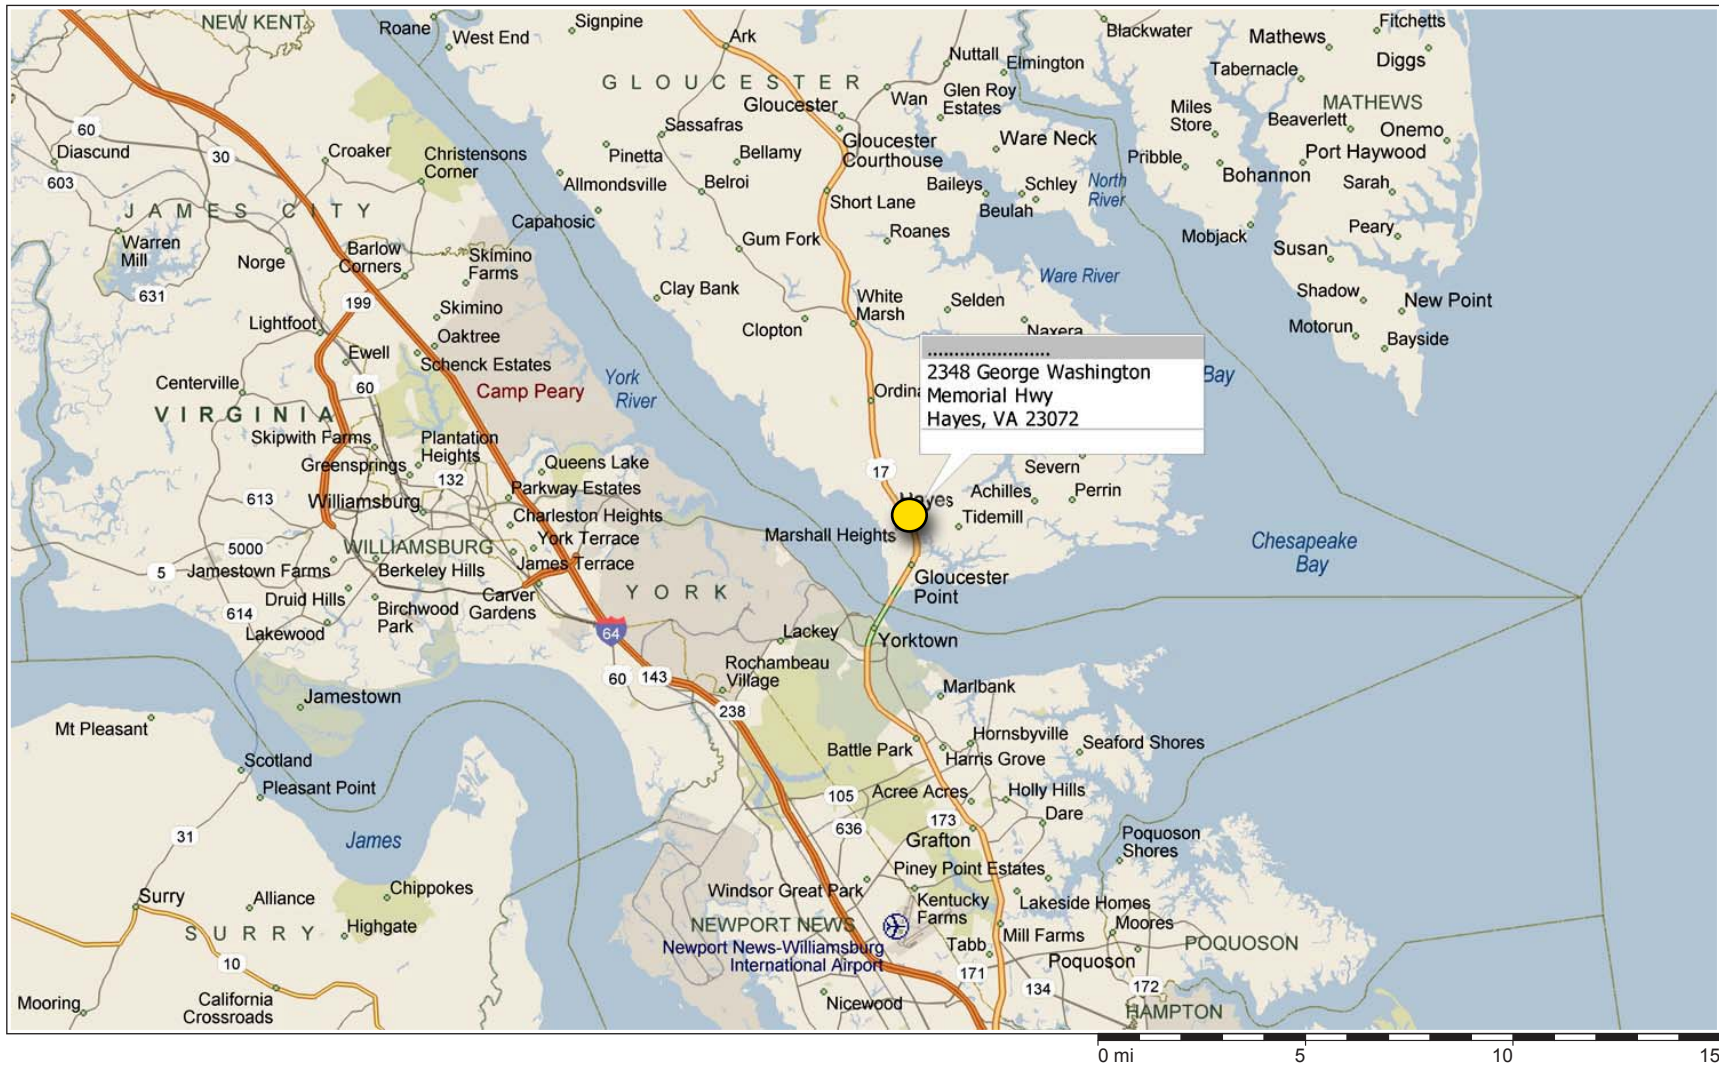 NEW KENT
Roane
West End
Signpine
Ark
Nuttall
Elmington
Blackwater
Mathews
Fitchetts
Diggs
Tabernacle
GLOUCESTER
Gloucester
Wan
Glen Roy
Estates
Miles
Store
MATHEWS
Beaverlett
Onemo
60
Diascund
30
Croaker
Christensons
Corner
Sassafras
Pinetta
Bellamy
Gloucester
Courthouse
Ware Neck
Pribble
Port Haywood
Bohannon
603
Allmondsville
Belroi
Baileys
Schley
North
River
Sarah
JAMES CITY
Capahosic
Short Lane
Beulah
Warren
Mill
Norge
Barlow
Corners
Skimino
Farms
Gum Fork
Roanes
Mobjack
Peary
Susan
Ware River
631
199
Skimino
Clay Bank
White
Marsh
Selden
Shadow
New Point
Lightfoot
Oaktree
Clopton
Naxera
Motorun
Bayside
Ewell
Schenck Estates
......................
2348 George Washington
Memorial Hwy
Hayes, VA 23072
Centerville
60
Camp Peary
York
River
Bay
VIRGINIA
Skipwith Farms
Plantation
Heights
Greensprings
132
Queens Lake
17
Severn
613
Williamsburg
Parkway Estates
Hayes
Achilles
Perrin
Charleston Heights
Tidemill
5000
WILLIAMSBURG
York Terrace
Marshall Heights
Chesapeake
Bay
5
Jamestown Farms
Berkeley Hills
James Terrace
Gloucester
Point
Druid Hills
Carver
Gardens
YORK
614
Birchwood
Park
Lakewood
64
Lackey
Yorktown
60
143
Rochambeau
Village
Jamestown
Marlbank
238
Mt Pleasant
Hornsbyville
Battle Park
Seaford Shores
Harris Grove
Scotland
Pleasant Point
105
Acree Acres
Holly Hills
Dare
31
James
636
173
Grafton
Poquoson
Shores
Piney Point Estates
Surry
Alliance
Chippokes
Windsor Great Park
Kentucky
Farms
Lakeside Homes
Highgate
NEWPORT NEWS
Moores
SURRY
Newport News-Williamsburg
International Airport
Tabb
Mill Farms
POQUOSON
10
171
Poquoson
Mooring
California
Crossroads
Nicewood
134
172
HAMPTON
0 mi
5
10
15